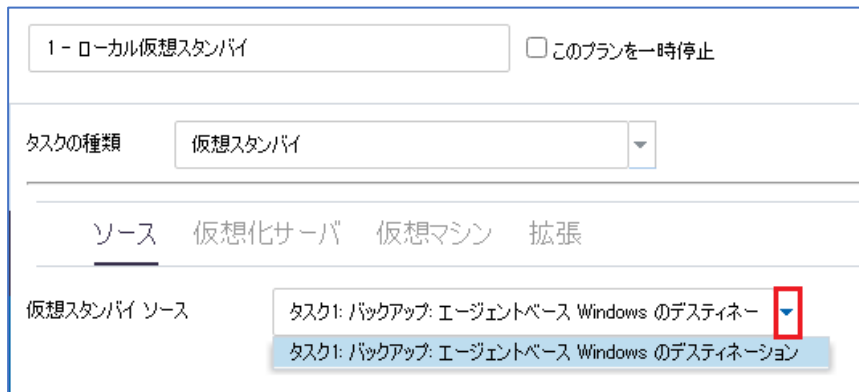 1 - ローカル仮想スタンバイ
このプランを一時停止
タスクの種類
仮想スタンバイ
ソース 仮想化サーバ 仮想マシン 拡張
仮想スタンバイ ソース
タスク1: バックアップ: エージェントベース Windows のデスティネー
タスク1: バックアップ: エージェントベース Windows のデスティネーション